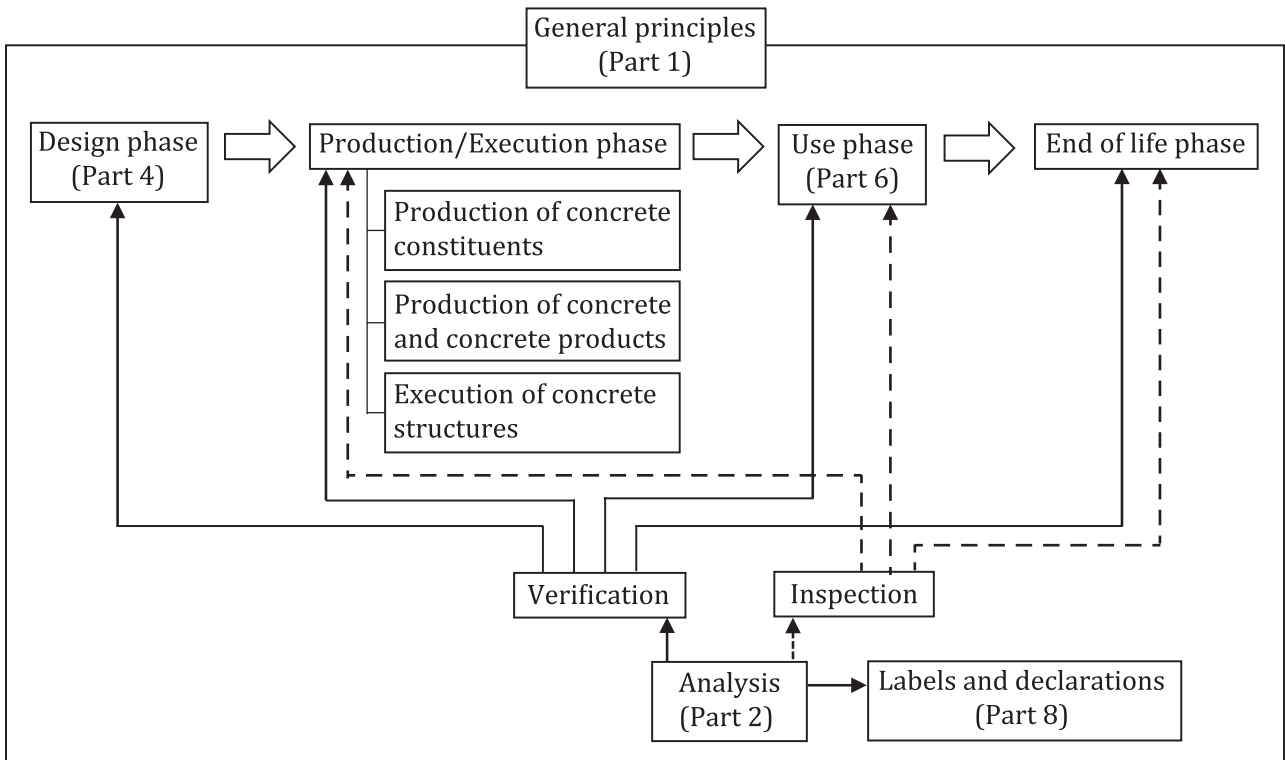 General principles
(Part 1)
Design phase
(Part 4)
Production/Execution phase
Use phase
(Part 6)
End of life phase
Production of concrete
constituents
Production of concrete
and concrete products
Execution of concrete
structures
Verification
Inspection
Analysis
(Part 2)
Labels and declarations
(Part 8)